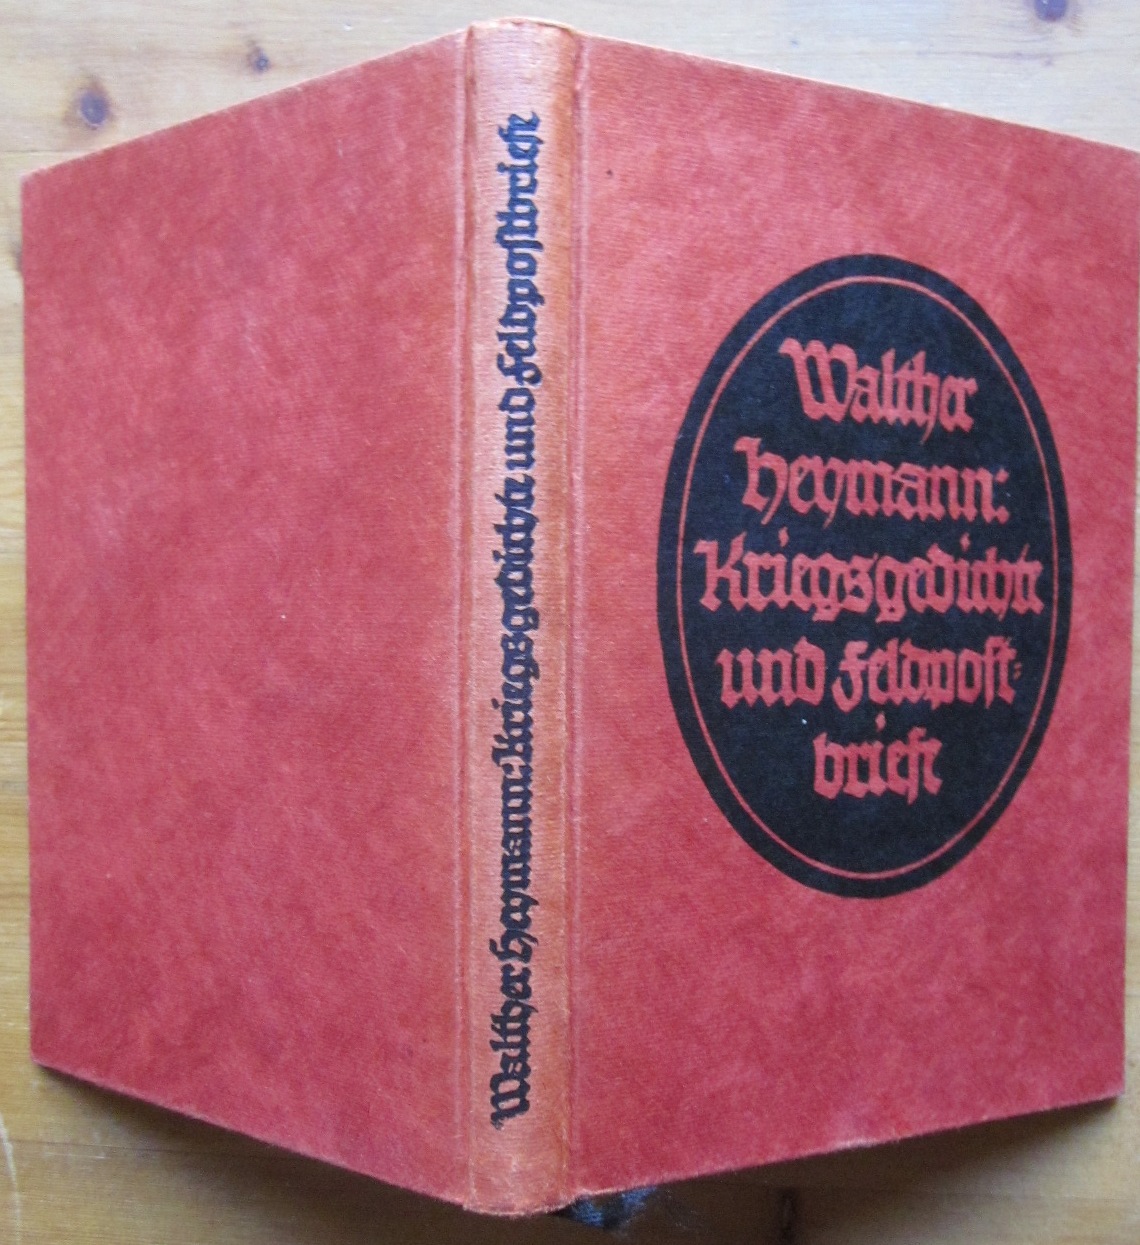 Walther Heymann: Kriegsgedichte und Feldpostbriefe
Walther
Heymann:
Kriegsgedichte
und Feldpost-
briefe